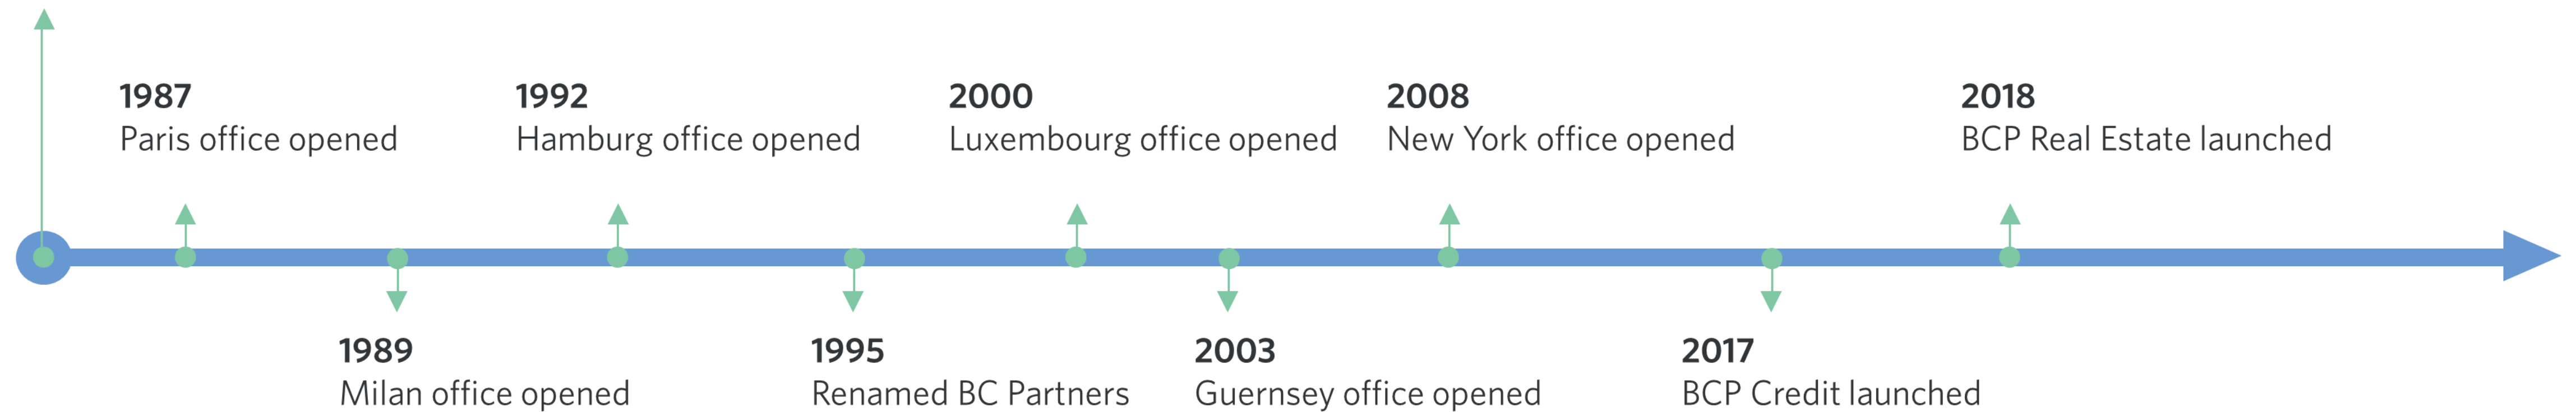 1987
Paris office opened
1992
Hamburg office opened
2000
Luxembourg office opened
2008
New York office opened
2018
BCP Real Estate launched
1989
Milan office opened
1995
Renamed BC Partners
2003
Guernsey office opened
2017
BCP Credit launched